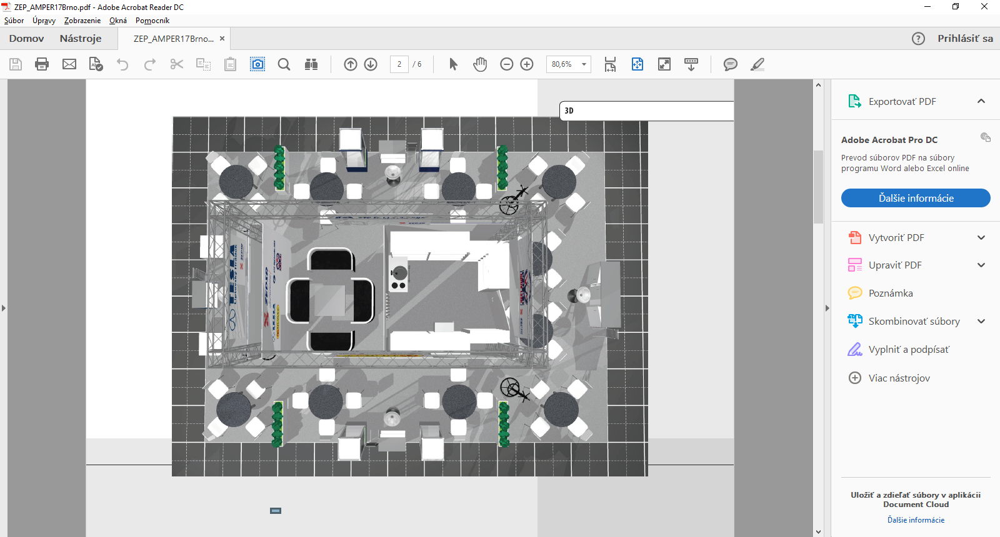 ZEP_AMPER17Brno.pdf - Adobe Acrobat Reader DC
Súbor Úpravy Zobrazenie Okná Pomocník
Domov Nástroje ZEP_AMPER17Brno... × Prihlásiť sa
2 / 6 80,6%
3D
TESLA
Exportovať PDF
Adobe Acrobat Pro DC
Prevod súborov PDF na súbory
programu Word alebo Excel online
Ďalšie informácie
Vytvoriť PDF
Upraviť PDF
Poznámka
Skombinovať súbory
Vyplniť a podpísať
Viac nástrojov
Uložiť a zdieľať súbory v aplikácii
Document Cloud
Ďalšie informácie